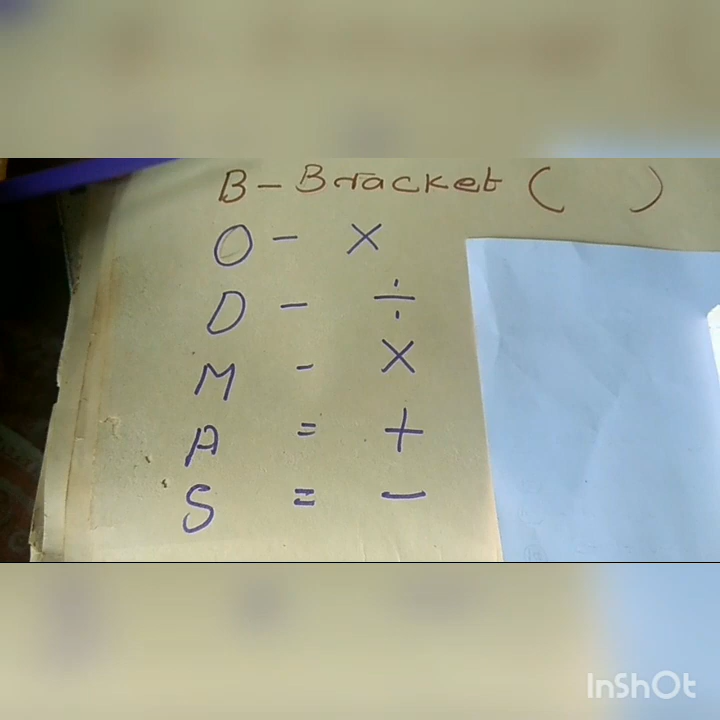 B - Bracket ( )
O - ×
D - ÷
M - ×
A = +
S = -
InShOt